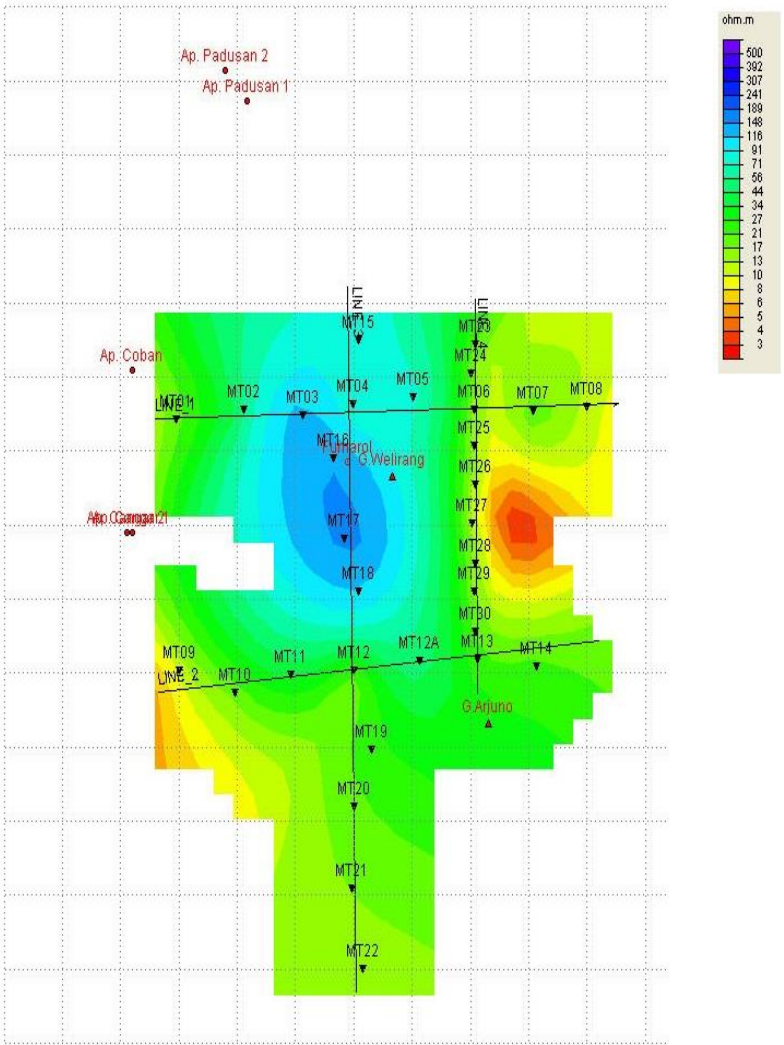 ohm.m
500
392
307
241
189
148
116
91
71
56
44
34
27
21
17
13
10
8
6
5
4
3
Ap. Padusan 2
Ap. Padusan 1
LINE_3
LINE_4
MT15
MT23
MT24
Ap. Coban
MT01
MT02
MT03
MT04
MT05
MT06
MT07
MT08
LINE_1
MT25
MT16
Fumarol
G.Welirang
MT26
MT17
MT27
MT28
MT18
MT29
MT30
MT09
MT10
MT11
MT12
MT12A
MT13
MT14
LINE_2
G.Arjuno
MT19
MT20
MT21
MT22